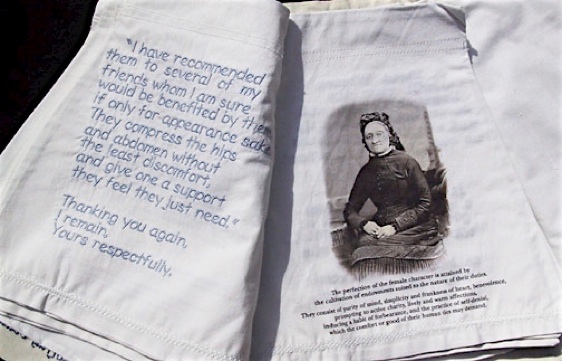 "I have recommended
them to several of my
friends whom I am sure
would be benefited by them
if only for appearance sake
They compress the hips
and abdomen without
the least discomfort,
and give one a support
they feel they just need."
Thanking you again,
I remain,
Yours respectfully,
The perfection of the female character is attained by
the cultivation of endowments suited to the nature of their duties.
They consist of purity of mind, simplicity and frankness of heart, benevolence,
prompting to active charity, lively and warm affections,
inducing a habit of forbearance, and the practice of self-denial,
which the comfort or good of their human ties may demand.